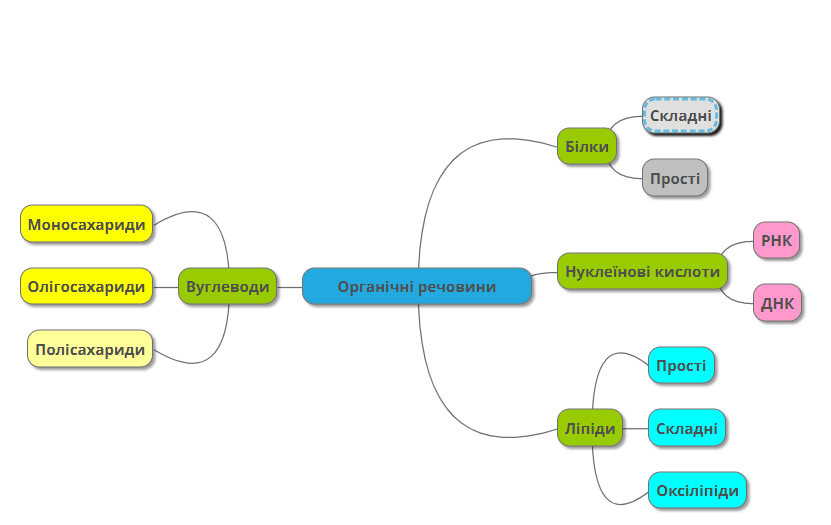 Складні
Білки
Прості
Моносахариди
РНК
Нуклеїнові кислоти
Олігосахариди
Вуглеводи
Органічні речовини
ДНК
Полісахариди
Прості
Ліпіди
Складні
Оксіліпіди